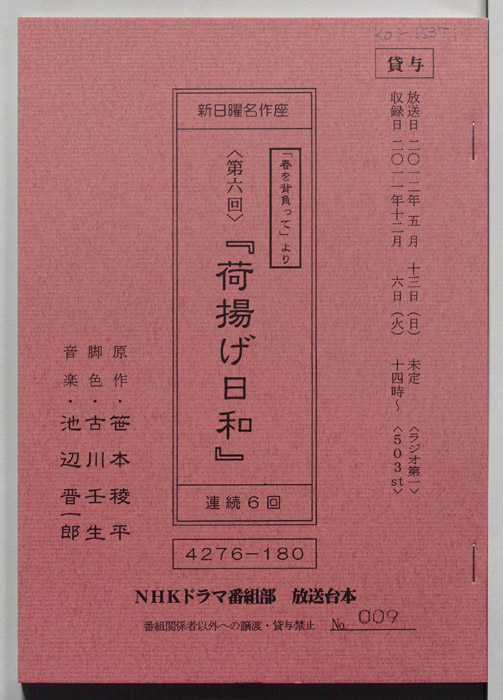 KO-1537-1
貸与
放送日 二〇一二年 五月 十三日（日） 未定 〈ラジオ第一〉
収録日 二〇一一年十二月 六日（火） 十四時～ 〈５０３st〉
新日曜名作座
「春を背負って」より
〈第六回〉『荷揚げ日和』
連続６回
4276-180
原作・笹本稜平
脚色・古川壬生
音楽・池辺晋一郎
NHKドラマ番組部 放送台本
番組関係者以外への譲渡・貸与禁止 No. 009